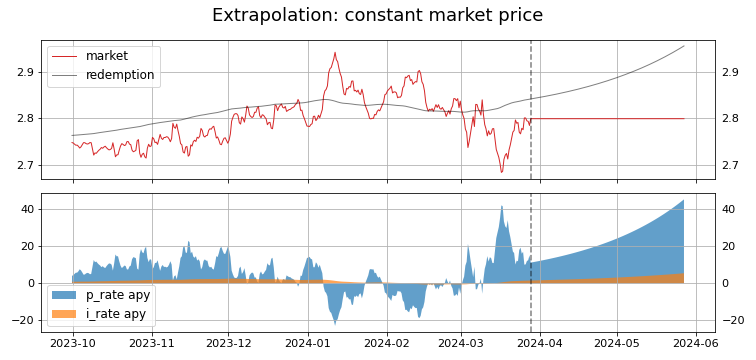 Extrapolation: constant market price
market
redemption
2.9
2.8
2.7
2.9
2.8
2.7
40
20
0
−20
40
20
0
−20
p_rate apy
i_rate apy
2023-10 2023-11 2023-12 2024-01 2024-02 2024-03 2024-04 2024-05 2024-06